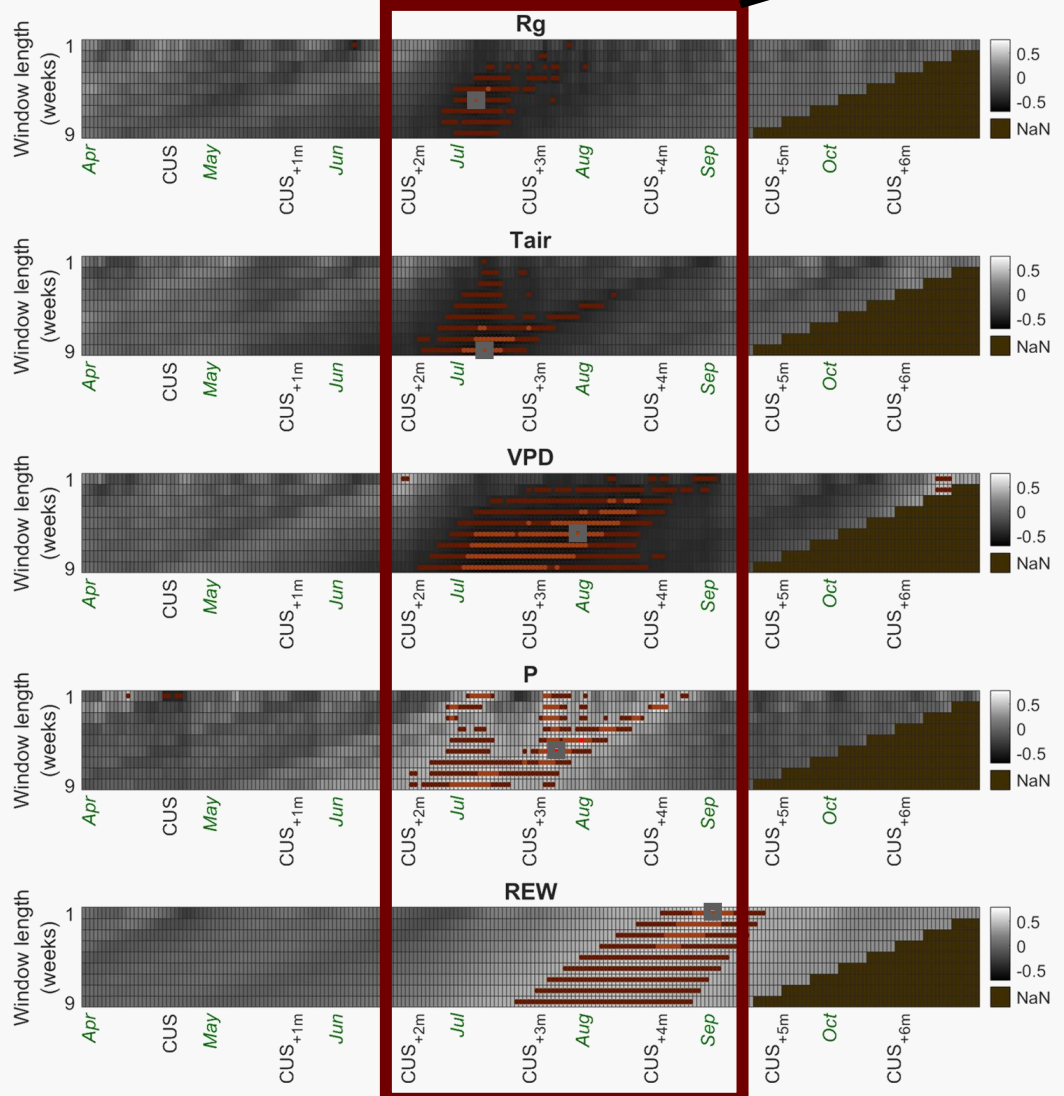 Rg
Window length
(weeks)
1
9
0.5
0
-0.5
NaN
Apr CUS May CUS+1m Jun CUS+2m Jul CUS+3m Aug CUS+4m Sep CUS+5m Oct CUS+6m
Tair
Window length
(weeks)
1
9
0.5
0
-0.5
NaN
Apr CUS May CUS+1m Jun CUS+2m Jul CUS+3m Aug CUS+4m Sep CUS+5m Oct CUS+6m
VPD
Window length
(weeks)
1
9
0.5
0
-0.5
NaN
Apr CUS May CUS+1m Jun CUS+2m Jul CUS+3m Aug CUS+4m Sep CUS+5m Oct CUS+6m
P
Window length
(weeks)
1
9
0.5
0
-0.5
NaN
Apr CUS May CUS+1m Jun CUS+2m Jul CUS+3m Aug CUS+4m Sep CUS+5m Oct CUS+6m
REW
Window length
(weeks)
1
9
0.5
0
-0.5
NaN
Apr CUS May CUS+1m Jun CUS+2m Jul CUS+3m Aug CUS+4m Sep CUS+5m Oct CUS+6m